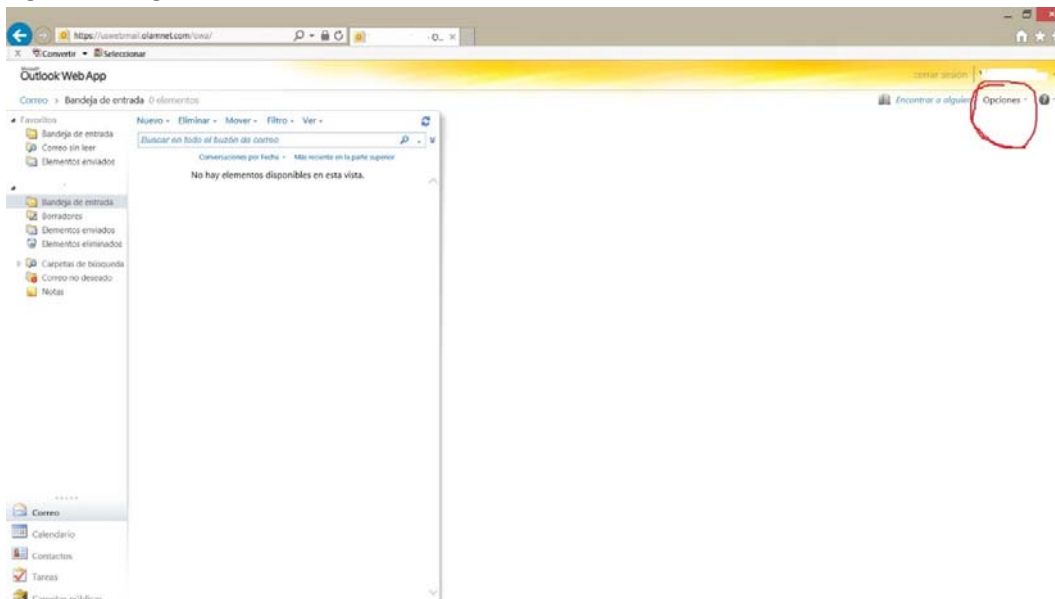 https://uswebmail.olamnet.com/owa/
X Convertir Seleccionar
Microsoft
Outlook Web App
cerrar sesión
Correo > Bandeja de entrada 0 elementos
Encontrar a alguien Opciones
Favoritos
Bandeja de entrada
Correo sin leer
Elementos enviados
Bandeja de entrada
Borradores
Elementos enviados
Elementos eliminados
Carpetas de búsqueda
Correo no deseado
Notas
Nuevo Eliminar Mover Filtro Ver
Buscar en todo el buzón de correo
Conversaciones por Fecha Más reciente en la parte superior
No hay elementos disponibles en esta vista.
Correo
Calendario
Contactos
Tareas
Carpetas públicas